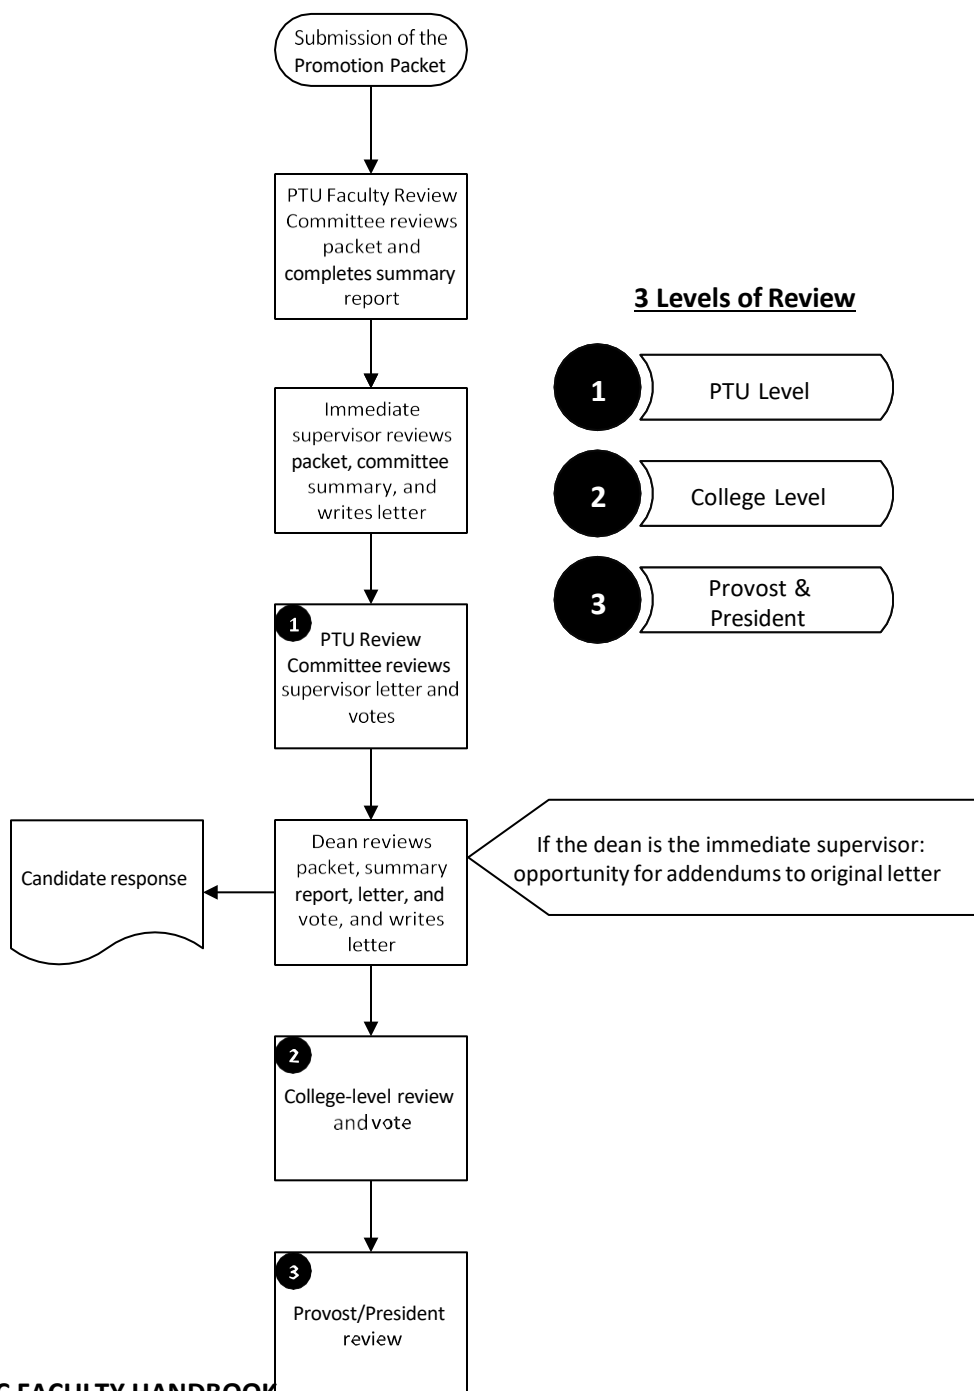 Submission of the
Promotion Packet
PTU Faculty Review
Committee reviews
packet and
completes summary
report
3 Levels of Review
1
PTU Level
Immediate
supervisor reviews
packet, committee
summary, and
writes letter
2
College Level
3
Provost &
President
1
PTU Review
Committee reviews
supervisor letter and
votes
Dean reviews
packet, summary
report, letter, and
vote, and writes
letter
Candidate response
If the dean is the immediate supervisor:
opportunity for addendums to original letter
2
College-level review
and vote
3
Provost/President
review
FACULTY HANDBOOK